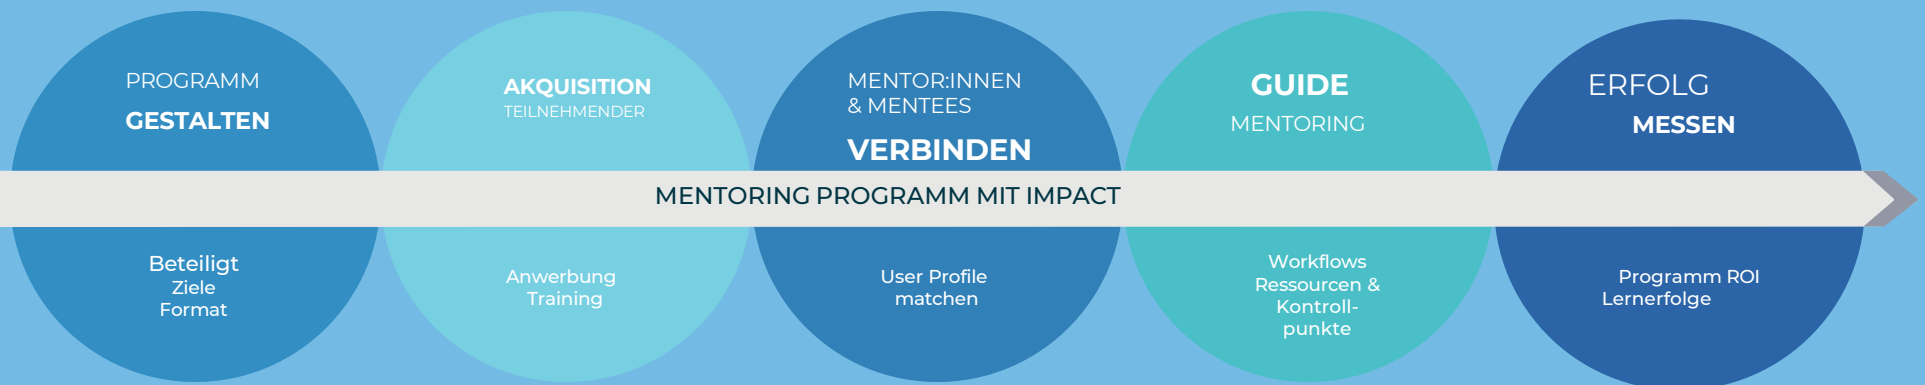 PROGRAMM
GESTALTEN
AKQUISITION
TEILNEHMENDER
MENTOR:INNEN
& MENTEES
VERBINDEN
GUIDE
MENTORING
ERFOLG
MESSEN
MENTORING PROGRAMM MIT IMPACT
Beteiligt
Ziele
Format
Anwerbung
Training
User Profile
matchen
Workflows
Ressourcen &
Kontroll-
punkte
Programm ROI
Lernerfolge